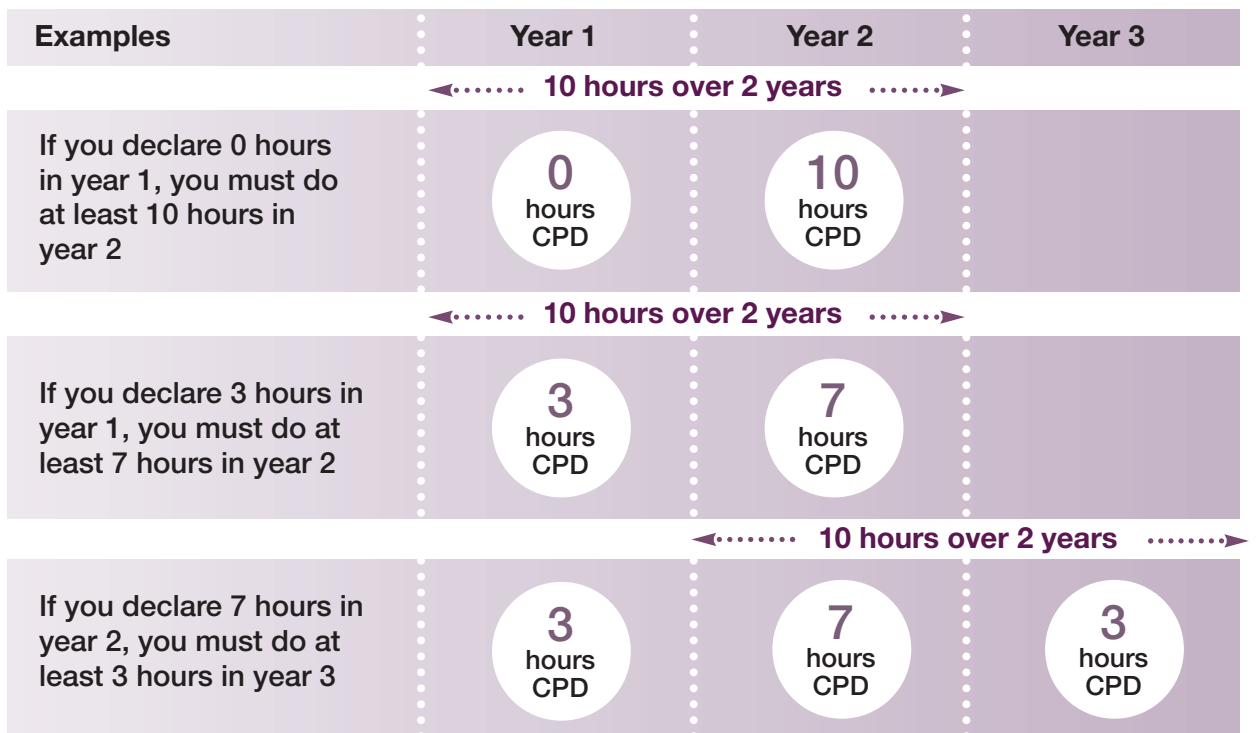 Examples Year 1 Year 2 Year 3
10 hours over 2 years
If you declare 0 hours
in year 1, you must do
at least 10 hours in
year 2
0
hours
CPD
10
hours
CPD
10 hours over 2 years
If you declare 3 hours in
year 1, you must do at
least 7 hours in year 2
3
hours
CPD
7
hours
CPD
10 hours over 2 years
If you declare 7 hours in
year 2, you must do at
least 3 hours in year 3
3
hours
CPD
7
hours
CPD
3
hours
CPD